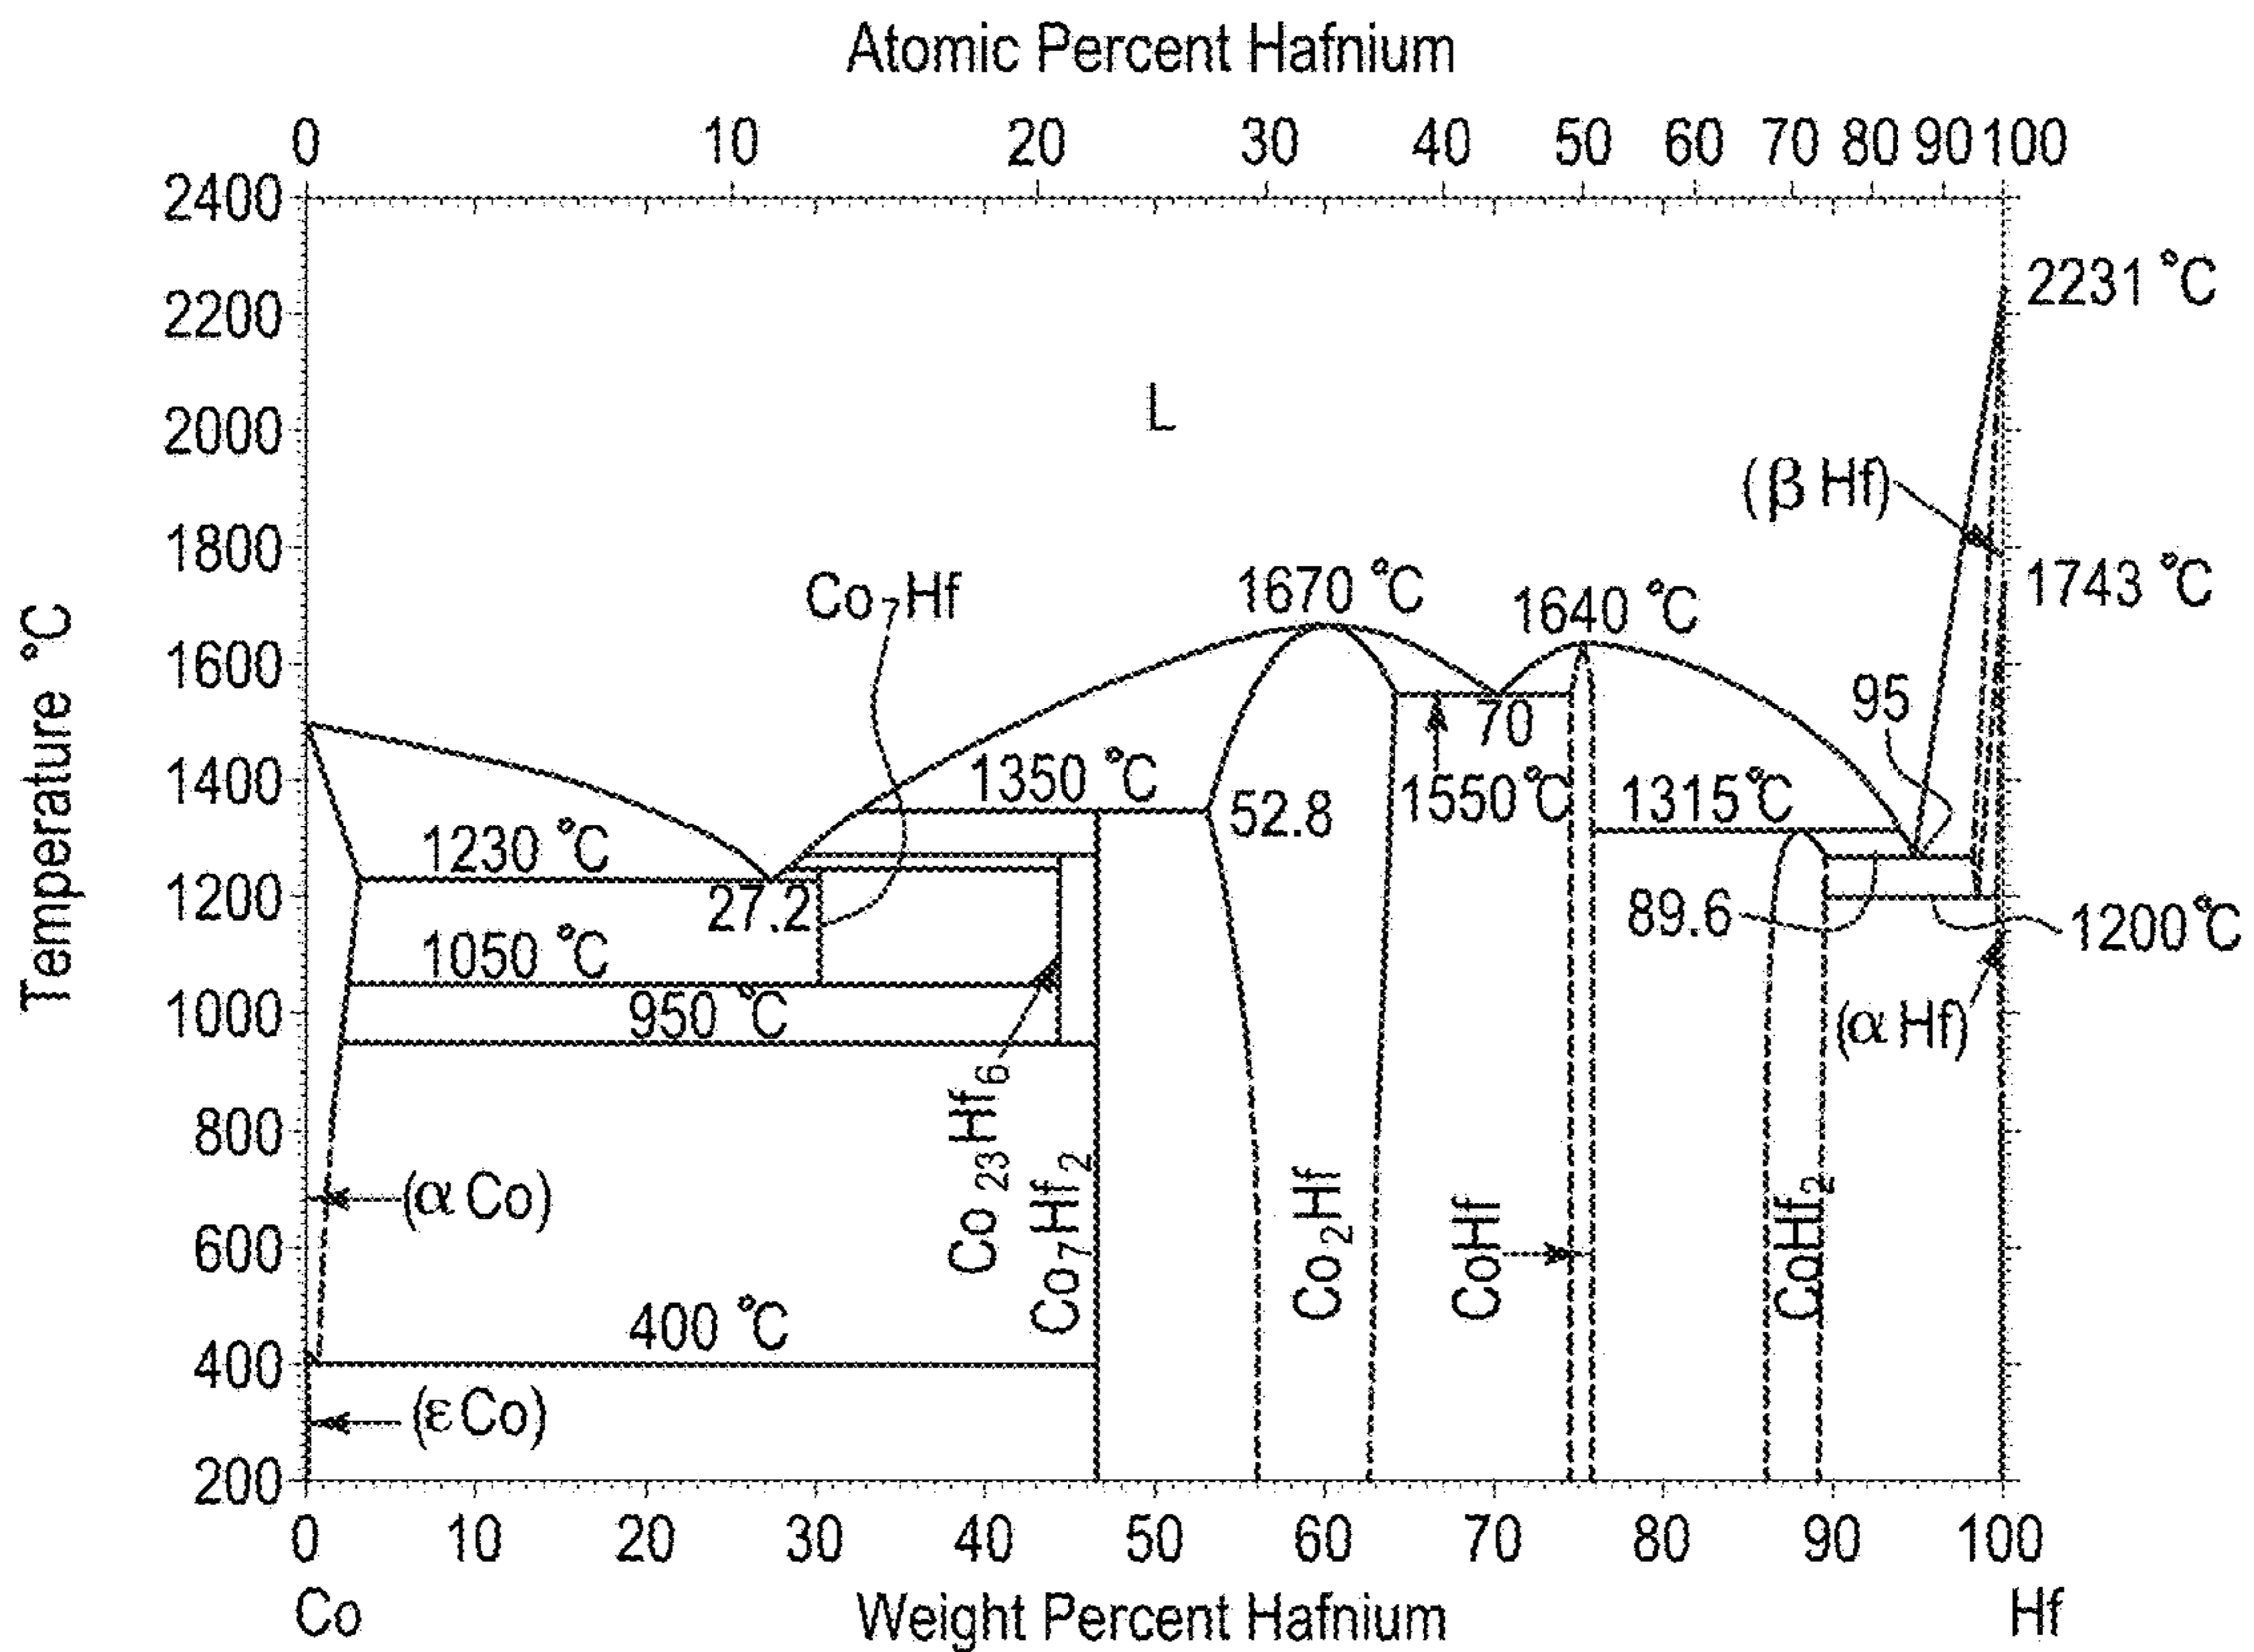 Atomic Percent Hafnium
0 10 20 30 40 50 60 70 80 90 100
2400
2231 °C
2200
L
2000
(β Hf)
1800
Co₇Hf
1670 °C
1640 °C
1743 °C
1600
95
70
1400
1350 °C
52.8
1550°C
1315°C
1230 °C
1200
27.2
89.6
1200°C
1050 °C
1000
950 °C
(α Hf)
800
Co₂₃Hf₆
Co₇Hf₂
Co₂Hf
CoHf
CoHf₂
(α Co)
600
400 °C
400
(ε Co)
200
0 10 20 30 40 50 60 70 80 90 100
Co
Weight Percent Hafnium
Hf
Temperature °C